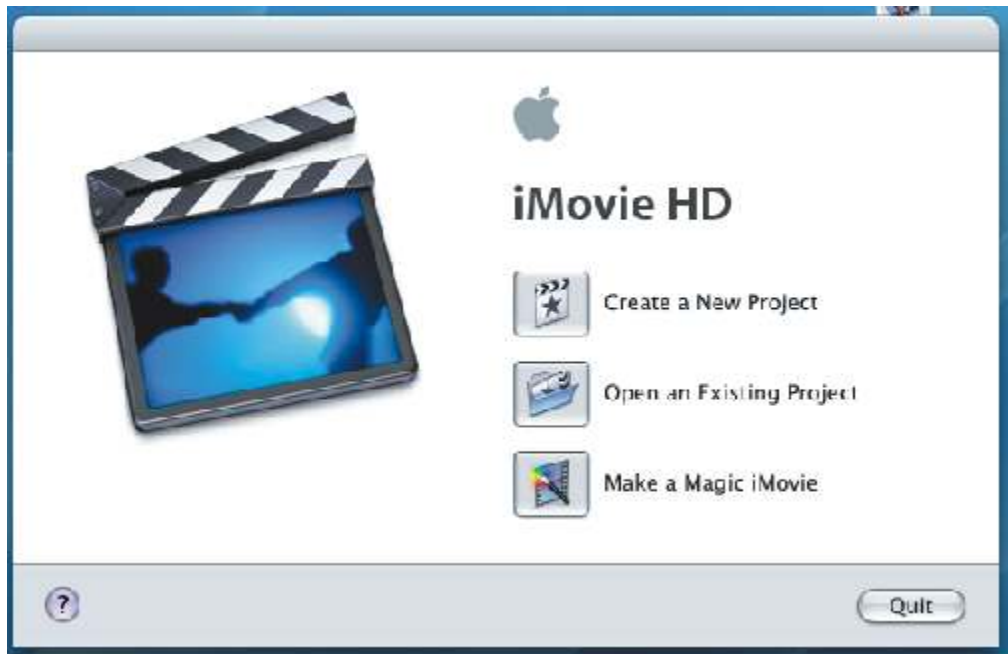 iMovie HD
Create a New Project
Open an Existing Project
Make a Magic iMovie
?
Quit